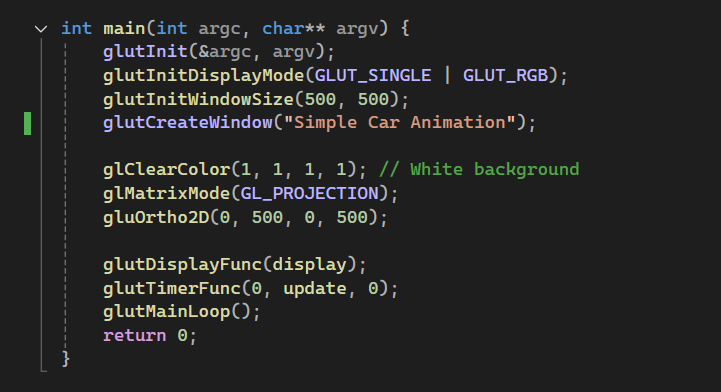 int main(int argc, char** argv) {
glutInit(&argc, argv);
glutInitDisplayMode(GLUT_SINGLE | GLUT_RGB);
glutInitWindowSize(500, 500);
glutCreateWindow("Simple Car Animation");
glClearColor(1, 1, 1, 1); // White background
glMatrixMode(GL_PROJECTION);
gluOrtho2D(0, 500, 0, 500);
glutDisplayFunc(display);
glutTimerFunc(0, update, 0);
glutMainLoop();
return 0;
}